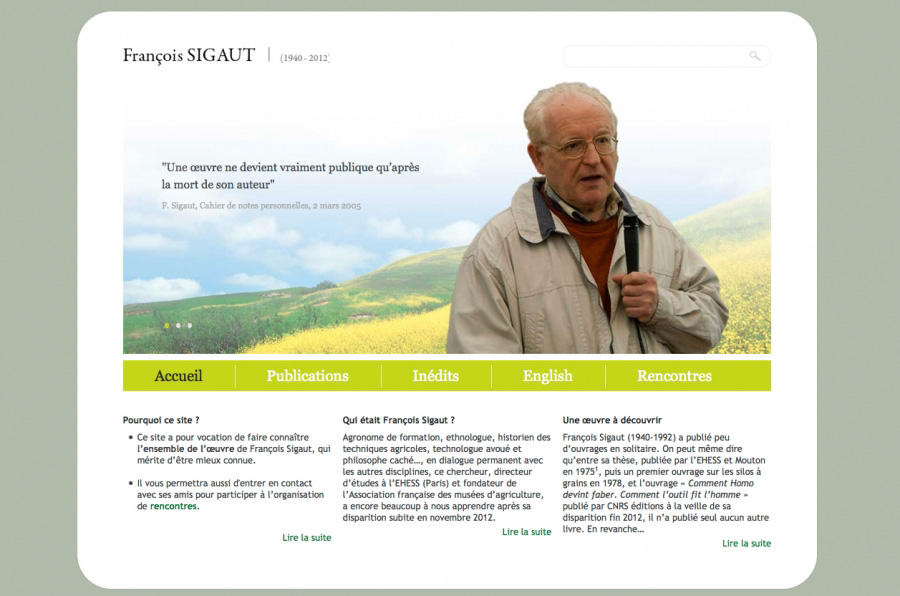 François SIGAUT | (1940 - 2012)
"Une œuvre ne devient vraiment publique qu'après
la mort de son auteur"
F. Sigaut, Cahier de notes personnelles, 2 mars 2005
Accueil
Publications
Inédits
English
Rencontres
Pourquoi ce site ?
• Ce site a pour vocation de faire connaître
l'ensemble de l'œuvre de François Sigaut, qui
mérite d'être mieux connue.
• Il vous permettra aussi d'entrer en contact
avec ses amis pour participer à l'organisation
de rencontres.
Lire la suite
Qui était François Sigaut ?
Agronome de formation, ethnologue, historien des
techniques agricoles, technologue avoué et
philosophe caché…, en dialogue permanent avec
les autres disciplines, ce chercheur, directeur
d'études à l'EHESS (Paris) et fondateur de
l'Association française des musées d'agriculture,
a encore beaucoup à nous apprendre après sa
disparition subite en novembre 2012.
Lire la suite
Une œuvre à découvrir
François Sigaut (1940-1992) a publié peu
d'ouvrages en solitaire. On peut même dire
qu'entre sa thèse, publiée par l'EHESS et Mouton
en 1975¹, puis un premier ouvrage sur les silos à
grains en 1978, et l'ouvrage « Comment Homo
devint faber. Comment l'outil fit l'homme »
publié par CNRS éditions à la veille de sa
disparition fin 2012, il n'a publié seul aucun autre
livre. En revanche…
Lire la suite